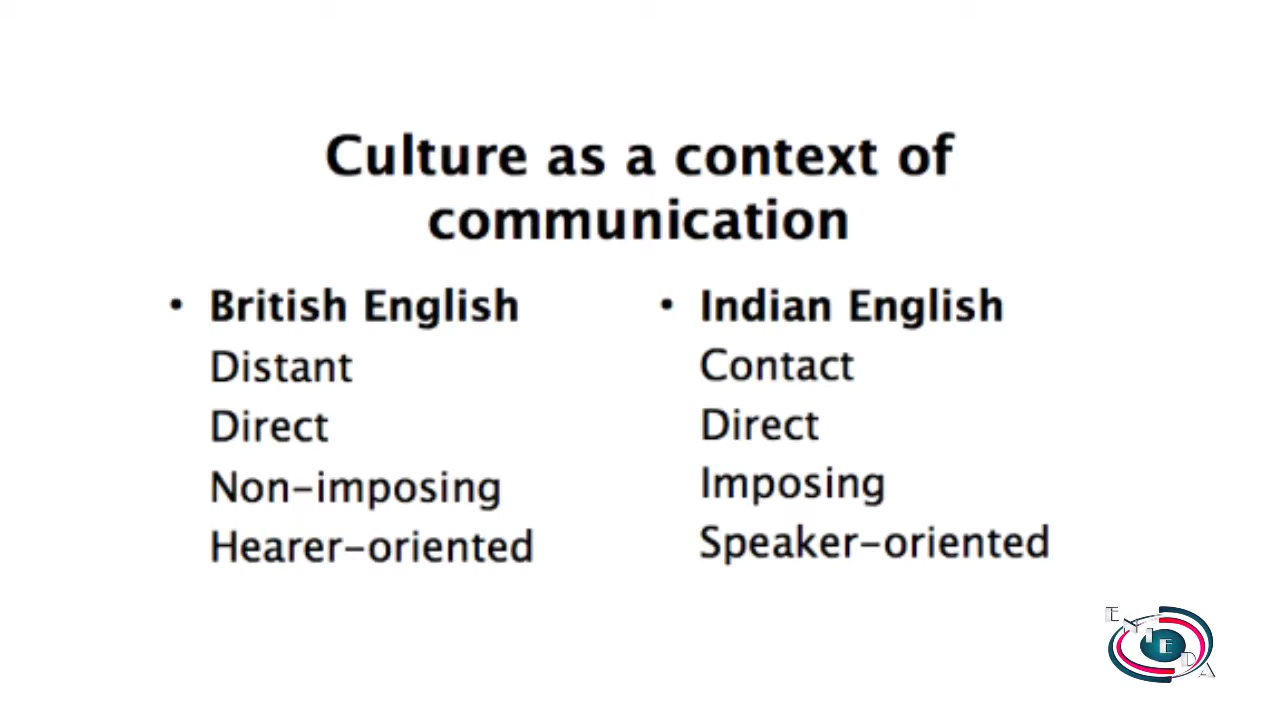 Culture as a context of
communication
• British English
Distant
Direct
Non-imposing
Hearer-oriented
• Indian English
Contact
Direct
Imposing
Speaker-oriented
EYIEDA